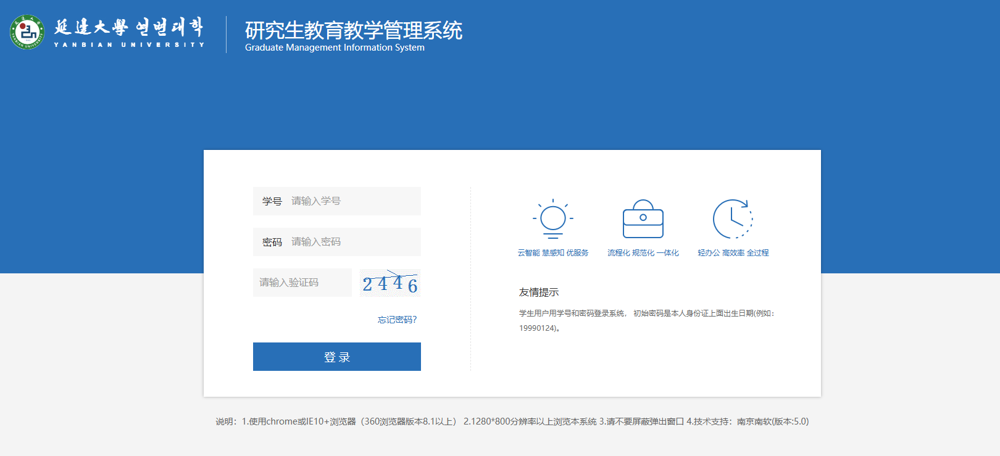 延邊大學 연변대학
YANBIAN UNIVERSITY
研究生教育教学管理系统
Graduate Management Information System
学号 请输入学号
密码 请输入密码
请输入验证码 2446
忘记密码?
登录
云智能 慧感知 优服务
流程化 规范化 一体化
轻办公 高效率 全过程
友情提示
学生用户用学号和密码登录系统， 初始密码是本人身份证上面出生日期(例如：
19990124)。
说明：1.使用chrome或IE10+浏览器（360浏览器版本8.1以上） 2.1280*800分辨率以上浏览本系统 3.请不要屏蔽弹出窗口 4.技术支持：南京南软(版本:5.0)